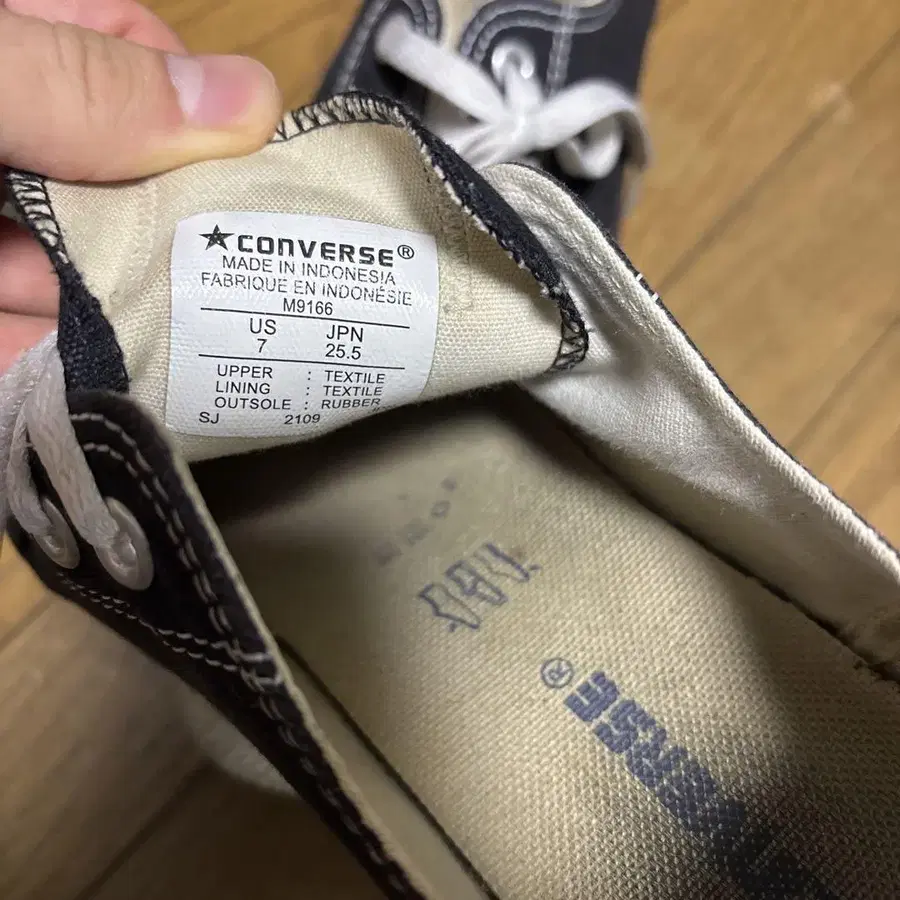 ★CONVERSE®
MADE IN INDONESIA
FABRIQUE EN INDONÉSIE
M9166
US JPN
7 25.5
UPPER : TEXTILE
LINING : TEXTILE
OUTSOLE : RUBBER
SJ 2109